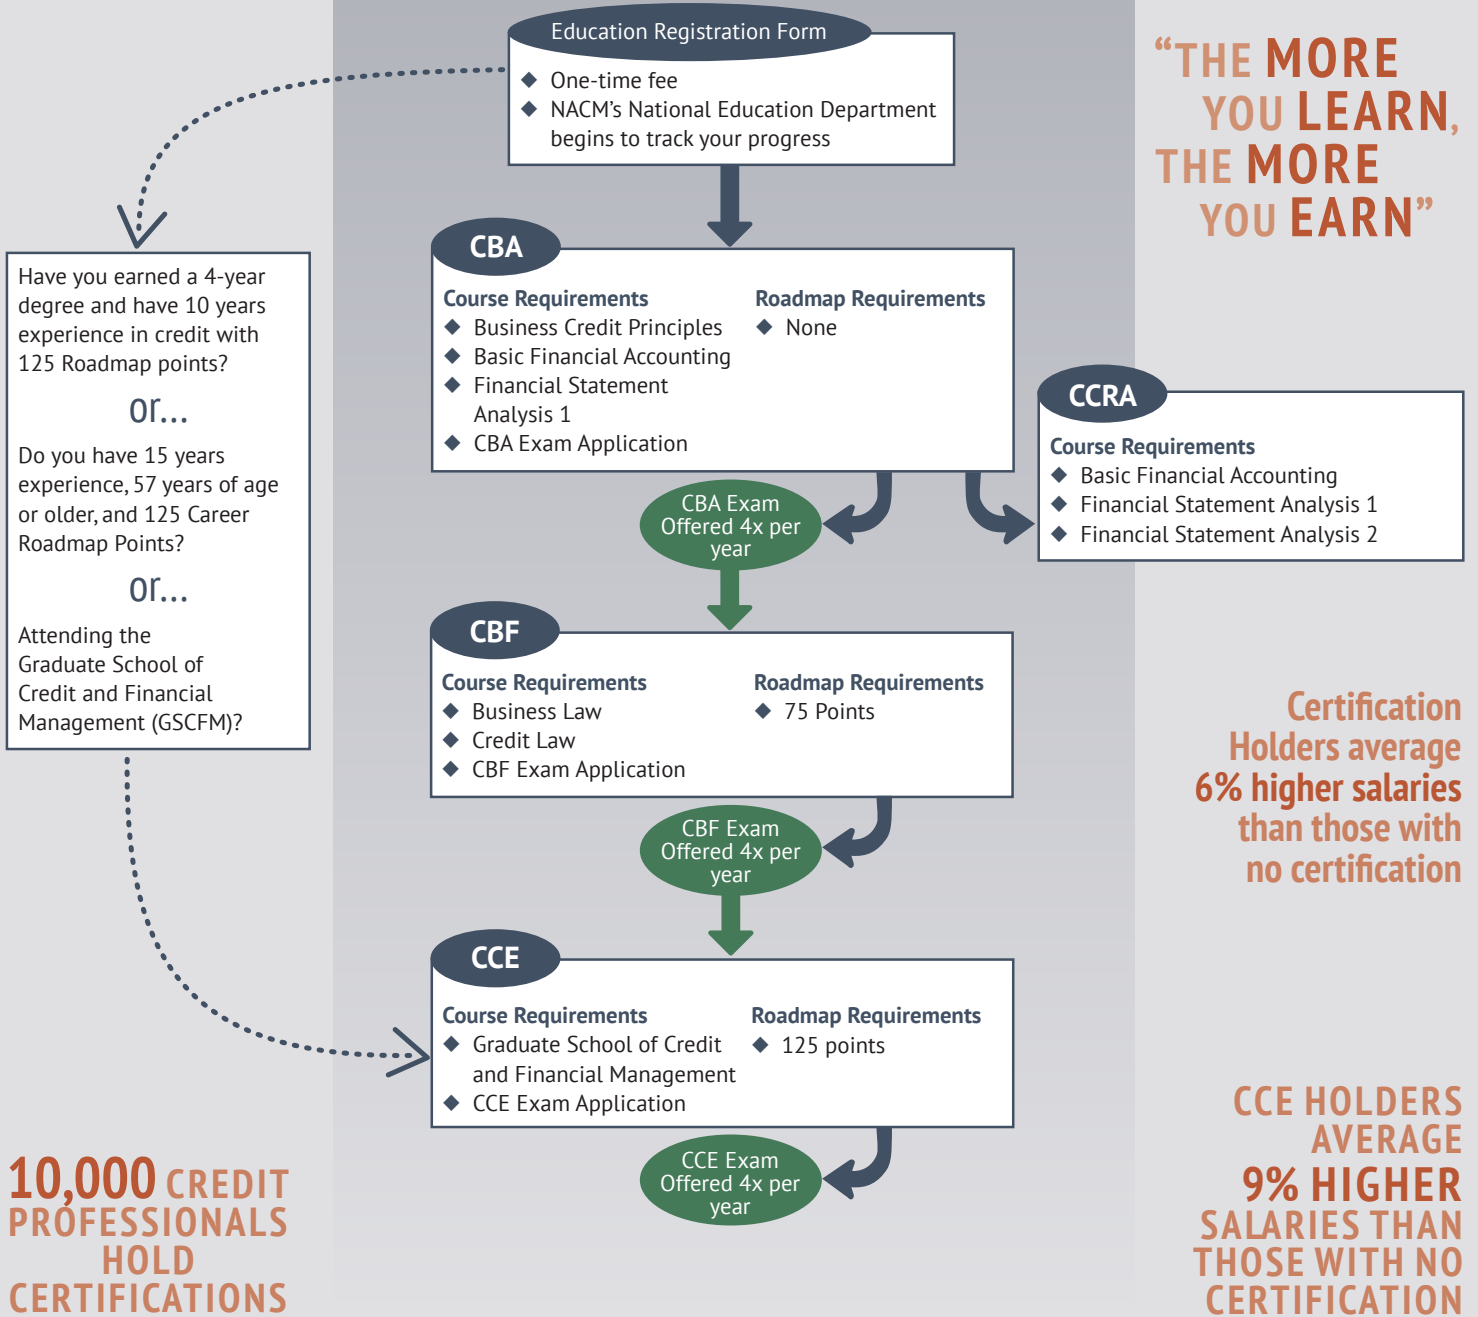 Education Registration Form
◆ One-time fee
◆ NACM's National Education Department
begins to track your progress
“THE MORE
YOU LEARN,
THE MORE
YOU EARN”
Have you earned a 4-year
degree and have 10 years
experience in credit with
125 Roadmap points?
or...
Do you have 15 years
experience, 57 years of age
or older, and 125 Career
Roadmap Points?
or...
Attending the
Graduate School of
Credit and Financial
Management (GSCFM)?
CBA
Course Requirements
◆ Business Credit Principles
◆ Basic Financial Accounting
◆ Financial Statement
Analysis 1
◆ CBA Exam Application
Roadmap Requirements
◆ None
CCRA
Course Requirements
◆ Basic Financial Accounting
◆ Financial Statement Analysis 1
◆ Financial Statement Analysis 2
CBA Exam
Offered 4x per
year
CBF
Course Requirements
◆ Business Law
◆ Credit Law
◆ CBF Exam Application
Roadmap Requirements
◆ 75 Points
Certification
Holders average
6% higher salaries
than those with
no certification
CBF Exam
Offered 4x per
year
CCE
Course Requirements
◆ Graduate School of Credit
and Financial Management
◆ CCE Exam Application
Roadmap Requirements
◆ 125 points
CCE Exam
Offered 4x per
year
10,000 CREDIT
PROFESSIONALS
HOLD
CERTIFICATIONS
CCE HOLDERS
AVERAGE
9% HIGHER
SALARIES THAN
THOSE WITH NO
CERTIFICATION